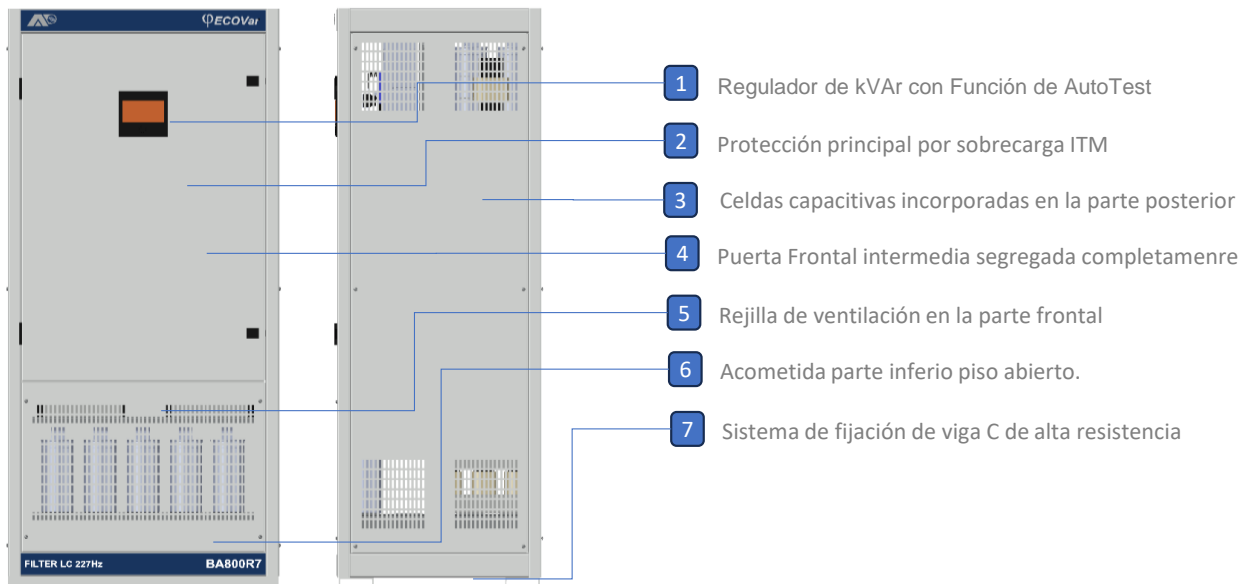 φECOVar
1 Regulador de kVAr con Función de AutoTest
2 Protección principal por sobrecarga ITM
3 Celdas capacitivas incorporadas en la parte posterior
4 Puerta Frontal intermedia segregada completamenre
5 Rejilla de ventilación en la parte frontal
6 Acometida parte inferio piso abierto.
7 Sistema de fijación de viga C de alta resistencia
FILTER LC 227Hz
BA800R7